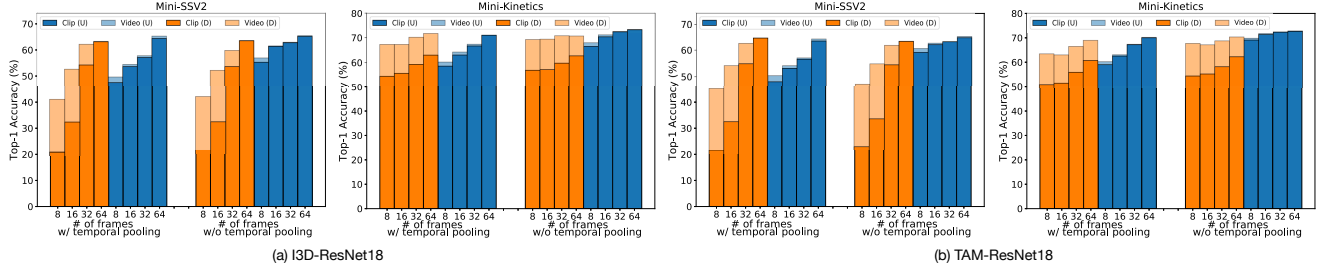 Mini-SSV2
Clip (U) Video (U) Clip (D) Video (D)
Top-1 Accuracy (%)
70
60
50
40
30
20
10
0
8 16 32 64 8 16 32 64
# of frames
w/ temporal pooling
8 16 32 64 8 16 32 64
# of frames
w/o temporal pooling
Mini-Kinetics
Clip (U) Video (U) Clip (D) Video (D)
Top-1 Accuracy (%)
80
70
60
50
40
30
20
10
0
8 16 32 64 8 16 32 64
# of frames
w/ temporal pooling
8 16 32 64 8 16 32 64
# of frames
w/o temporal pooling
(a) I3D-ResNet18
Mini-SSV2
Clip (U) Video (U) Clip (D) Video (D)
Top-1 Accuracy (%)
70
60
50
40
30
20
10
0
8 16 32 64 8 16 32 64
# of frames
w/ temporal pooling
8 16 32 64 8 16 32 64
# of frames
w/o temporal pooling
Mini-Kinetics
Clip (U) Video (U) Clip (D) Video (D)
Top-1 Accuracy (%)
80
70
60
50
40
30
20
10
0
8 16 32 64 8 16 32 64
# of frames
w/ temporal pooling
8 16 32 64 8 16 32 64
# of frames
w/o temporal pooling
(b) TAM-ResNet18